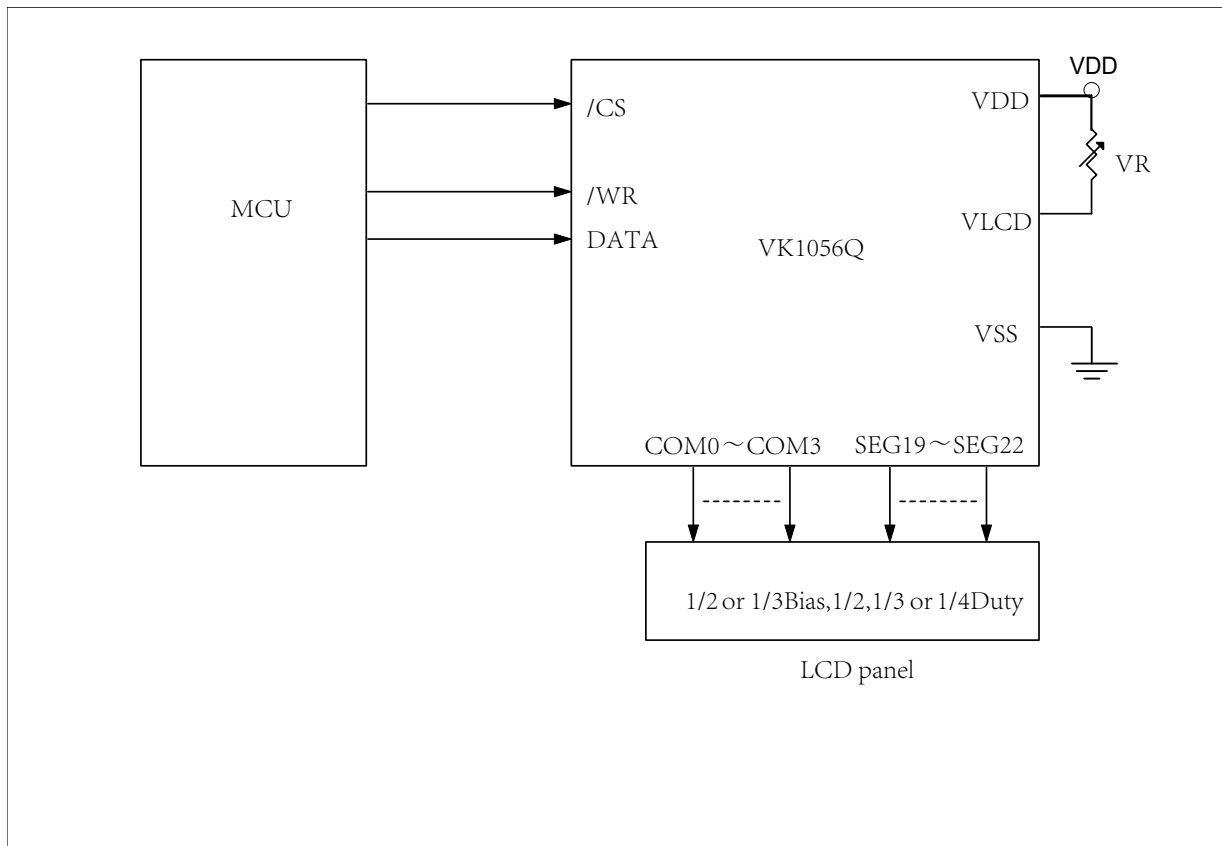 VDD
/CS
VDD
VR
/WR
MCU
VLCD
DATA
VK1056Q
VSS
COM0～COM3
SEG19～SEG22
1/2 or 1/3Bias,1/2,1/3 or 1/4Duty
LCD panel